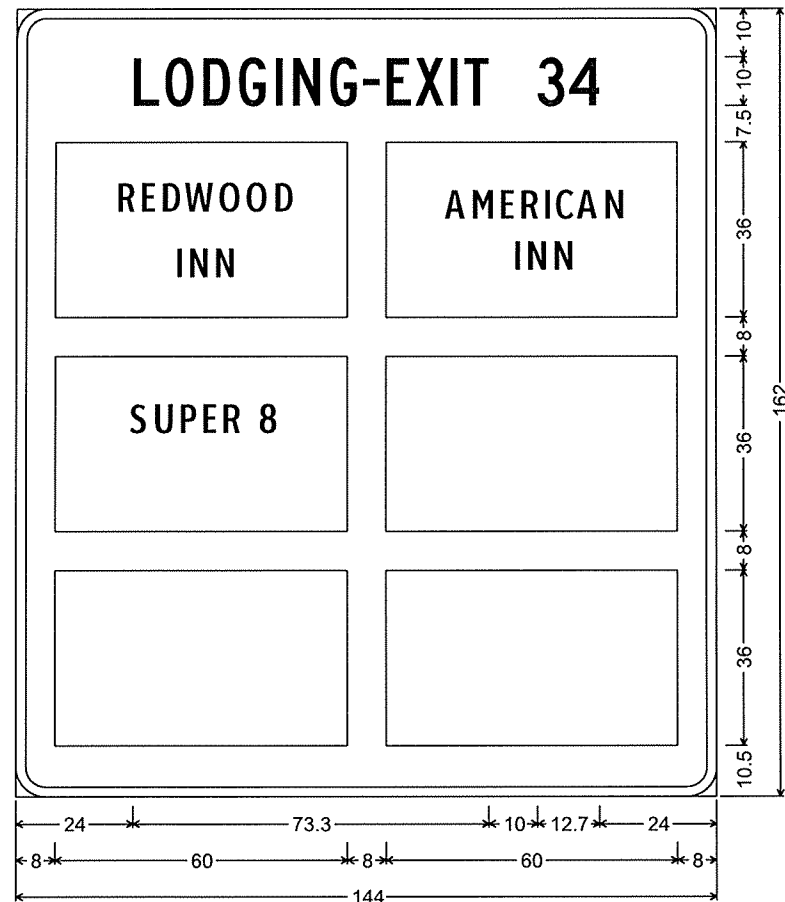 LODGING-EXIT 34
REDWOOD
INN
AMERICAN
INN
SUPER 8
10
10
7.5
36
8
36
8
36
10.5
162
24 73.3 10 12.7 24
8 60 8 60 8
144